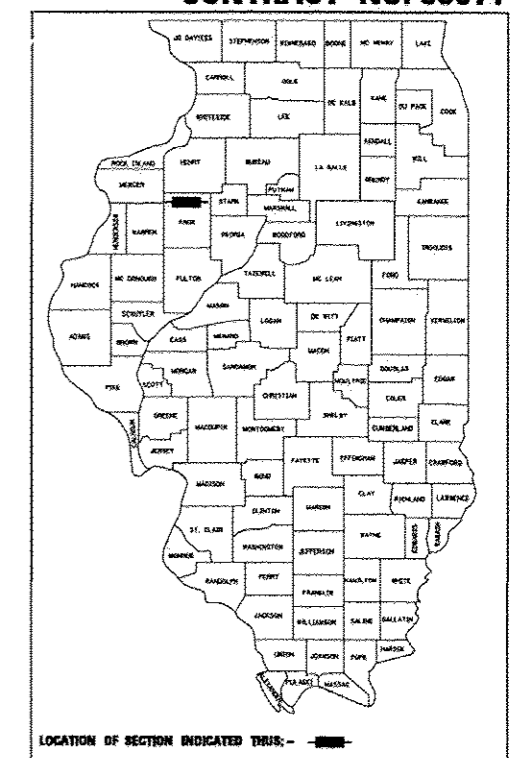 JO DAVIESS STEPHENSON WINNEBAGO BOONE MC HENRY LAKE
CARROLL OGLE DE KALB KANE DU PAGE COOK
WHITESIDE LEE KENDALL WILL
ROCK ISLAND HENRY BUREAU LA SALLE GRUNDY
MERCER PUTNAM KANKAKEE
HENDERSON WARREN KNOX STARK MARSHALL LIVINGSTON
PEORIA WOODFORD IROQUOIS
HANCOCK MC DONOUGH FULTON TAZEWELL MC LEAN FORD
SCHUYLER MASON LOGAN DE WITT CHAMPAIGN VERMILION
ADAMS BROWN CASS MENARD MACON PIATT
MORGAN SANGAMON MOULTRIE DOUGLAS EDGAR
PIKE SCOTT CHRISTIAN COLES
GREENE MACOUPIN MONTGOMERY SHELBY CUMBERLAND CLARK
CALHOUN JERSEY FAYETTE EFFINGHAM JASPER CRAWFORD
MADISON BOND CLAY RICHLAND LAWRENCE
CLINTON MARION
ST. CLAIR WAYNE EDWARDS WABASH
MONROE WASHINGTON JEFFERSON
RANDOLPH PERRY HAMILTON WHITE
FRANKLIN
JACKSON WILLIAMSON SALINE GALLATIN
UNION JOHNSON POPE HARDIN
ALEXANDER PULASKI MASSAC
LOCATION OF SECTION INDICATED THUS:-